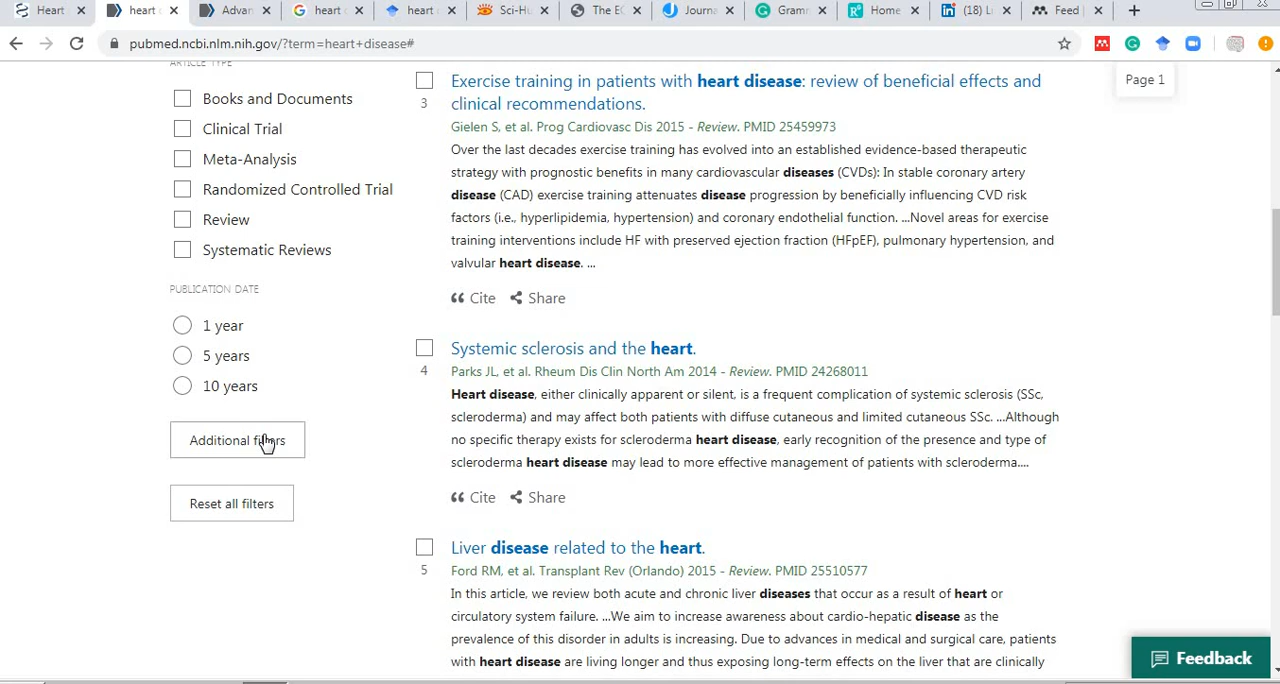 Heart
heart
Advan
heart
heart
Sci-Hu
The EC
Journa
Gramm
Home
(18) Li
Feed |
pubmed.ncbi.nlm.nih.gov/?term=heart+disease#
ARTICLE TYPE
Books and Documents
Clinical Trial
Meta-Analysis
Randomized Controlled Trial
Review
Systematic Reviews
PUBLICATION DATE
1 year
5 years
10 years
Additional filters
Reset all filters
3
Exercise training in patients with heart disease: review of beneficial effects and
clinical recommendations.
Gielen S, et al. Prog Cardiovasc Dis 2015 - Review. PMID 25459973
Over the last decades exercise training has evolved into an established evidence-based therapeutic
strategy with prognostic benefits in many cardiovascular diseases (CVDs): In stable coronary artery
disease (CAD) exercise training attenuates disease progression by beneficially influencing CVD risk
factors (i.e., hyperlipidemia, hypertension) and coronary endothelial function. ...Novel areas for exercise
training interventions include HF with preserved ejection fraction (HFpEF), pulmonary hypertension, and
valvular heart disease. ...
Cite Share
4
Systemic sclerosis and the heart.
Parks JL, et al. Rheum Dis Clin North Am 2014 - Review. PMID 24268011
Heart disease, either clinically apparent or silent, is a frequent complication of systemic sclerosis (SSc,
scleroderma) and may affect both patients with diffuse cutaneous and limited cutaneous SSc. ...Although
no specific therapy exists for scleroderma heart disease, early recognition of the presence and type of
scleroderma heart disease may lead to more effective management of patients with scleroderma....
Cite Share
5
Liver disease related to the heart.
Ford RM, et al. Transplant Rev (Orlando) 2015 - Review. PMID 25510577
In this article, we review both acute and chronic liver diseases that occur as a result of heart or
circulatory system failure. ...We aim to increase awareness about cardio-hepatic disease as the
prevalence of this disorder in adults is increasing. Due to advances in medical and surgical care, patients
with heart disease are living longer and thus exposing long-term effects on the liver that are clinically
Page 1
Feedback